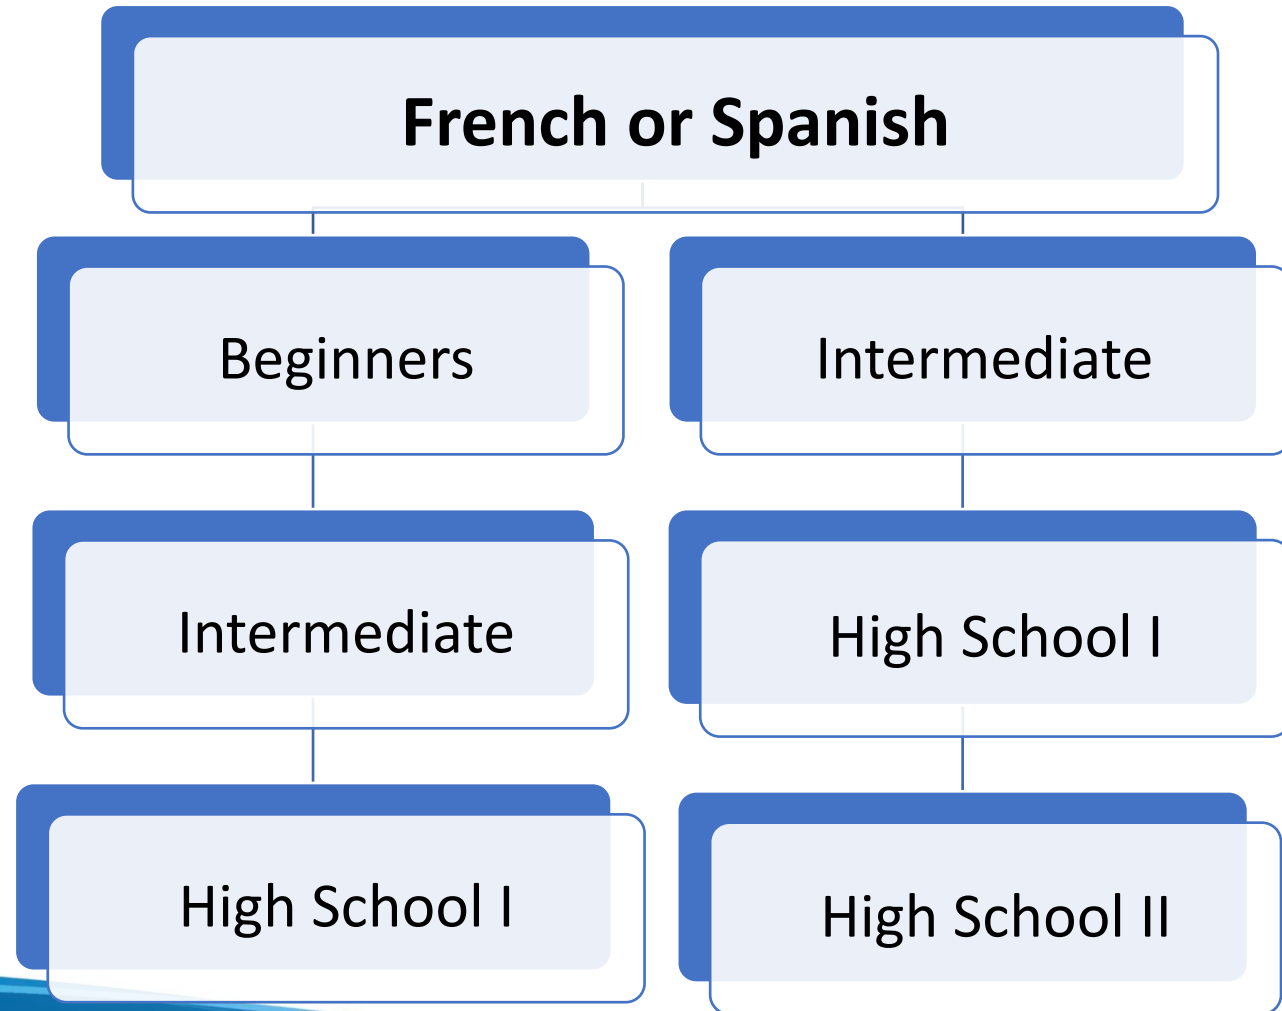 French or Spanish
Beginners
Intermediate
Intermediate
High School I
High School I
High School II